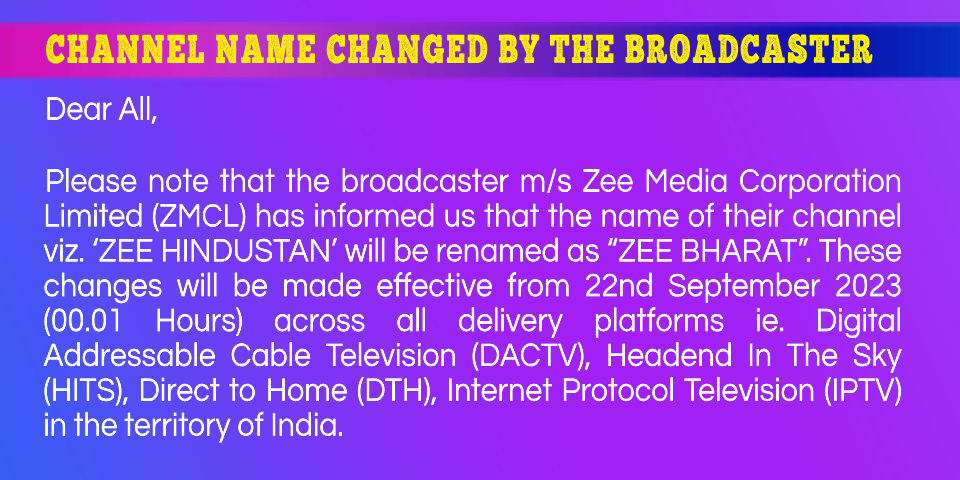 CHANNEL NAME CHANGED BY THE BROADCASTER
Dear All,
Please note that the broadcaster m/s Zee Media Corporation
Limited (ZMCL) has informed us that the name of their channel
viz. ‘ZEE HINDUSTAN’ will be renamed as “ZEE BHARAT”. These
changes will be made effective from 22nd September 2023
(00.01 Hours) across all delivery platforms ie. Digital
Addressable Cable Television (DACTV), Headend In The Sky
(HITS), Direct to Home (DTH), Internet Protocol Television (IPTV)
in the territory of India.